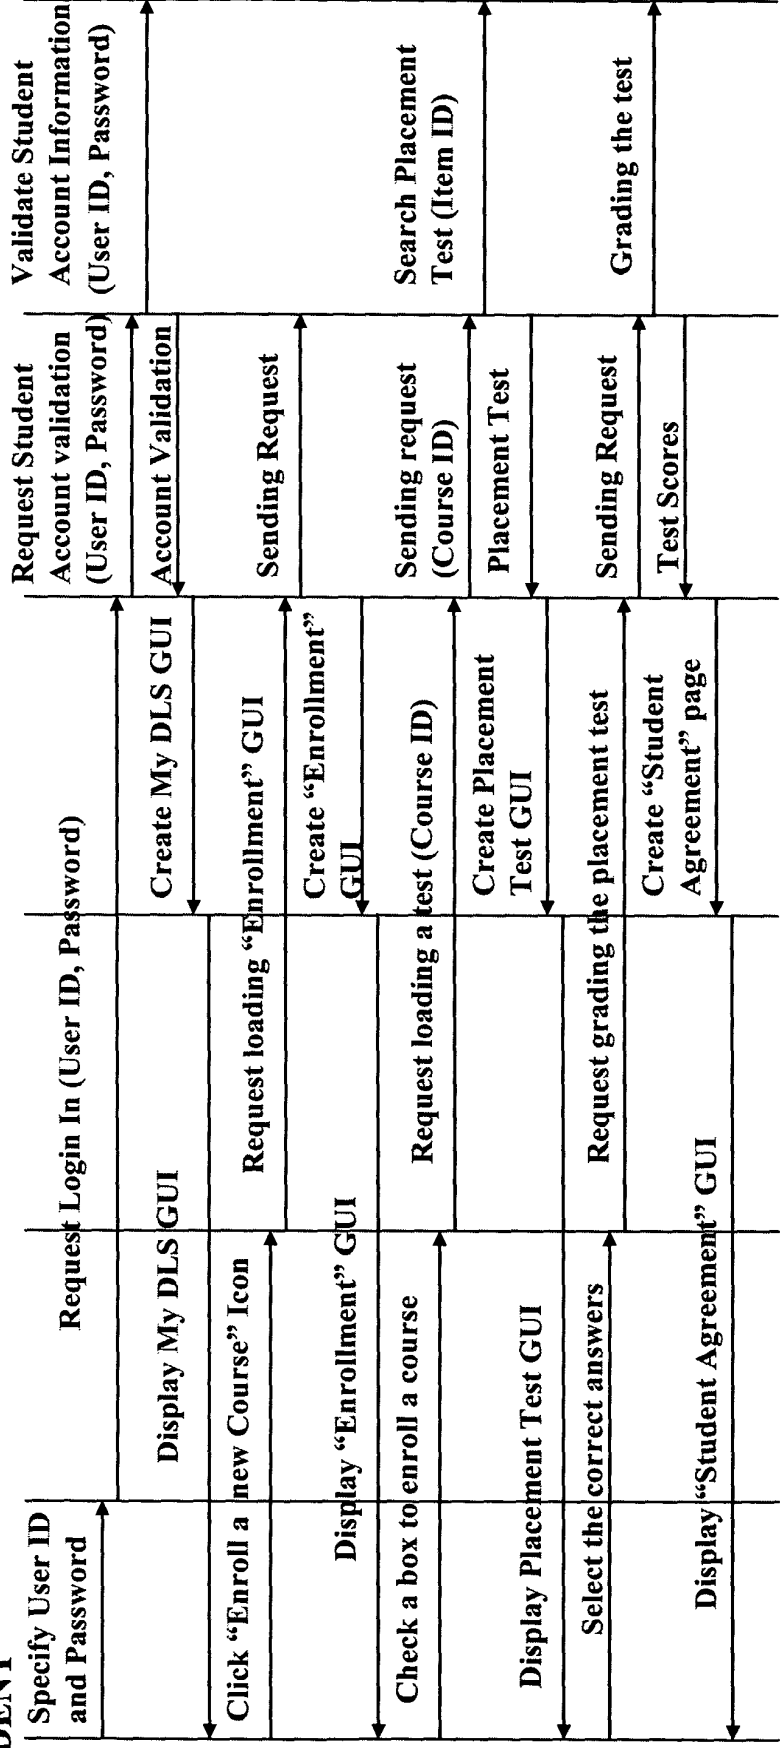 DENT
Specify User ID
and Password
Request Login In (User ID, Password)
Request Student
Account validation
(User ID, Password)
Validate Student
Account Information
(User ID, Password)
Account Validation
Create My DLS GUI
Display My DLS GUI
Click “Enroll a new Course” Icon
Request loading “Enrollment” GUI
Sending Request
Create “Enrollment”
GUI
Display “Enrollment” GUI
Check a box to enroll a course
Request loading a test (Course ID)
Sending request
(Course ID)
Search Placement
Test (Item ID)
Placement Test
Create Placement
Test GUI
Display Placement Test GUI
Select the correct answers
Request grading the placement test
Sending Request
Grading the test
Test Scores
Create “Student
Agreement” page
Display “Student Agreement” GUI